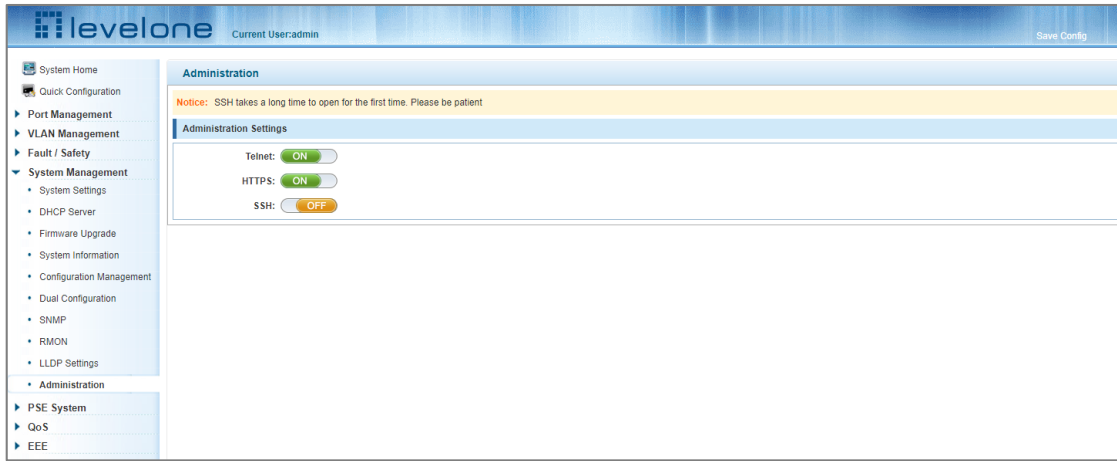 levelone
Current User:admin
Save Config
System Home
Quick Configuration
Port Management
VLAN Management
Fault / Safety
System Management
System Settings
DHCP Server
Firmware Upgrade
System Information
Configuration Management
Dual Configuration
SNMP
RMON
LLDP Settings
Administration
PSE System
QoS
EEE
Administration
Notice: SSH takes a long time to open for the first time. Please be patient
Administration Settings
Telnet: ON
HTTPS: ON
SSH: OFF